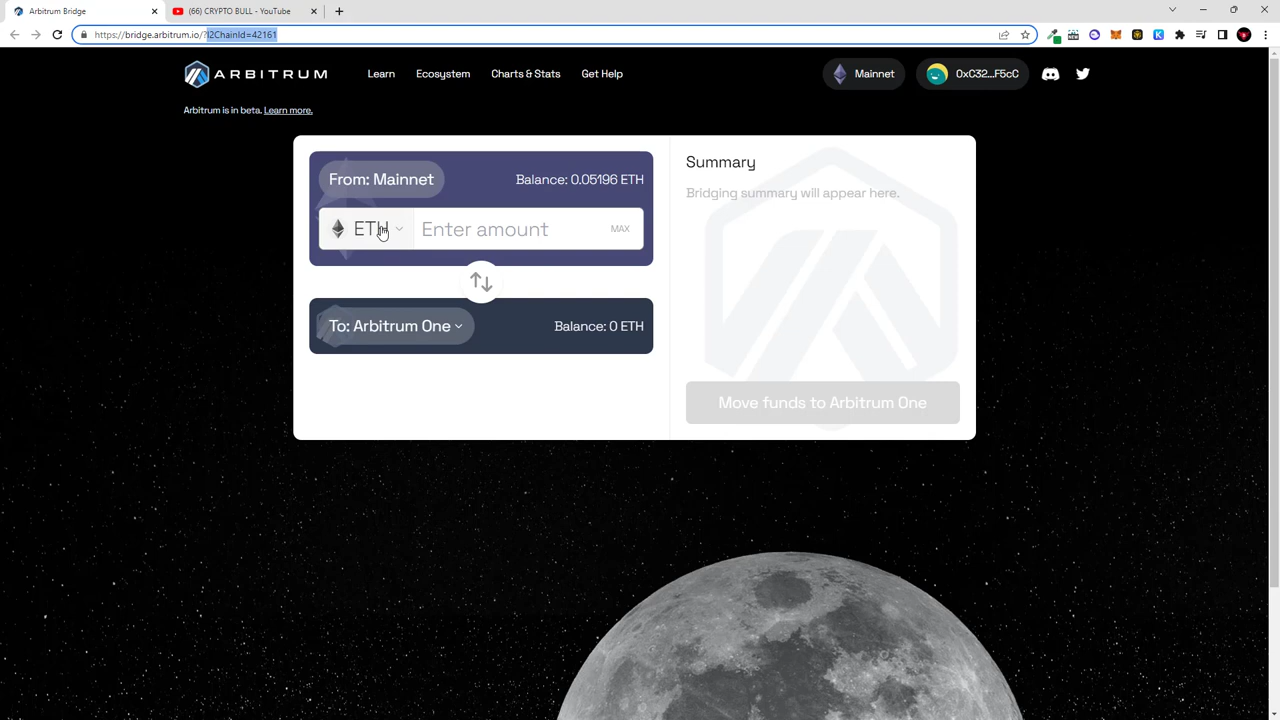 Arbitrum Bridge
(66) CRYPTO BULL - YouTube
https://bridge.arbitrum.io/?l2ChainId=42161
ARBITRUM
Learn
Ecosystem
Charts & Stats
Get Help
Mainnet
0xC32...F5cC
Arbitrum is in beta. Learn more.
From: Mainnet
Balance: 0.05196 ETH
ETH
Enter amount
MAX
To: Arbitrum One
Balance: 0 ETH
Summary
Bridging summary will appear here.
Move funds to Arbitrum One